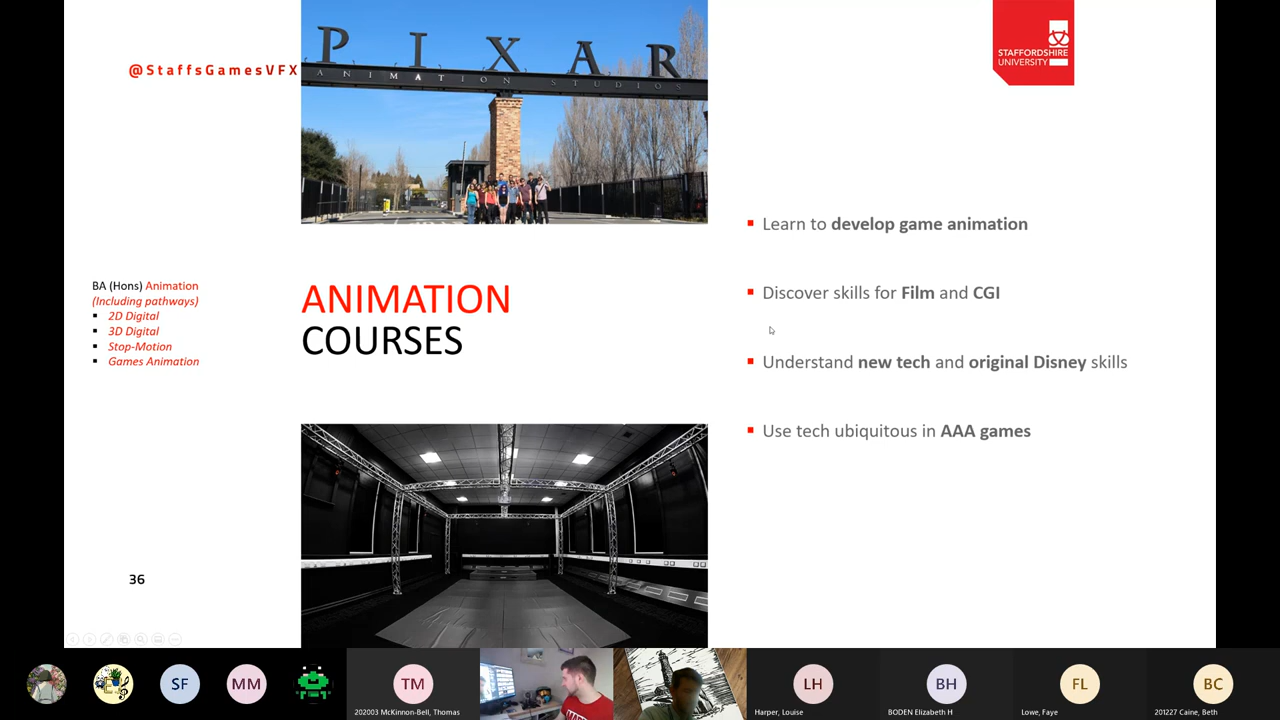 @StaffsGamesVFX
PIXAR
ANIMATION STUDIOS
STAFFORDSHIRE
UNIVERSITY
BA (Hons) Animation
(Including pathways)
▪ 2D Digital
▪ 3D Digital
▪ Stop-Motion
▪ Games Animation
ANIMATION
COURSES
▪ Learn to develop game animation
▪ Discover skills for Film and CGI
▪ Understand new tech and original Disney skills
▪ Use tech ubiquitous in AAA games
36
SF
MM
TM
202003 McKinnon-Bell, Thomas
LH
Harper, Louise
BH
BODEN Elizabeth H
FL
Lowe, Faye
BC
201227 Caine, Beth